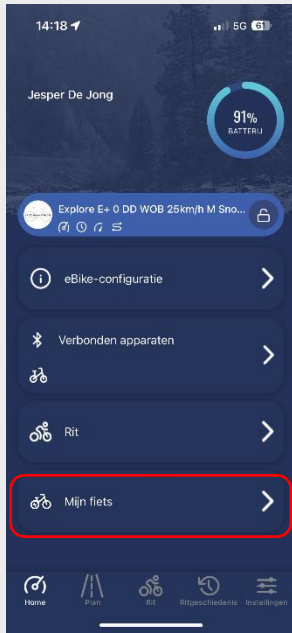 14:18
5G 61
Jesper De Jong
91%
BATTERIJ
Explore E+ 0 DD WOB 25km/h M Sno...
eBike-configuratie
Verbonden apparaten
Rit
Mijn fiets
Home Plan Rit Ritgeschiedenis Instellingen